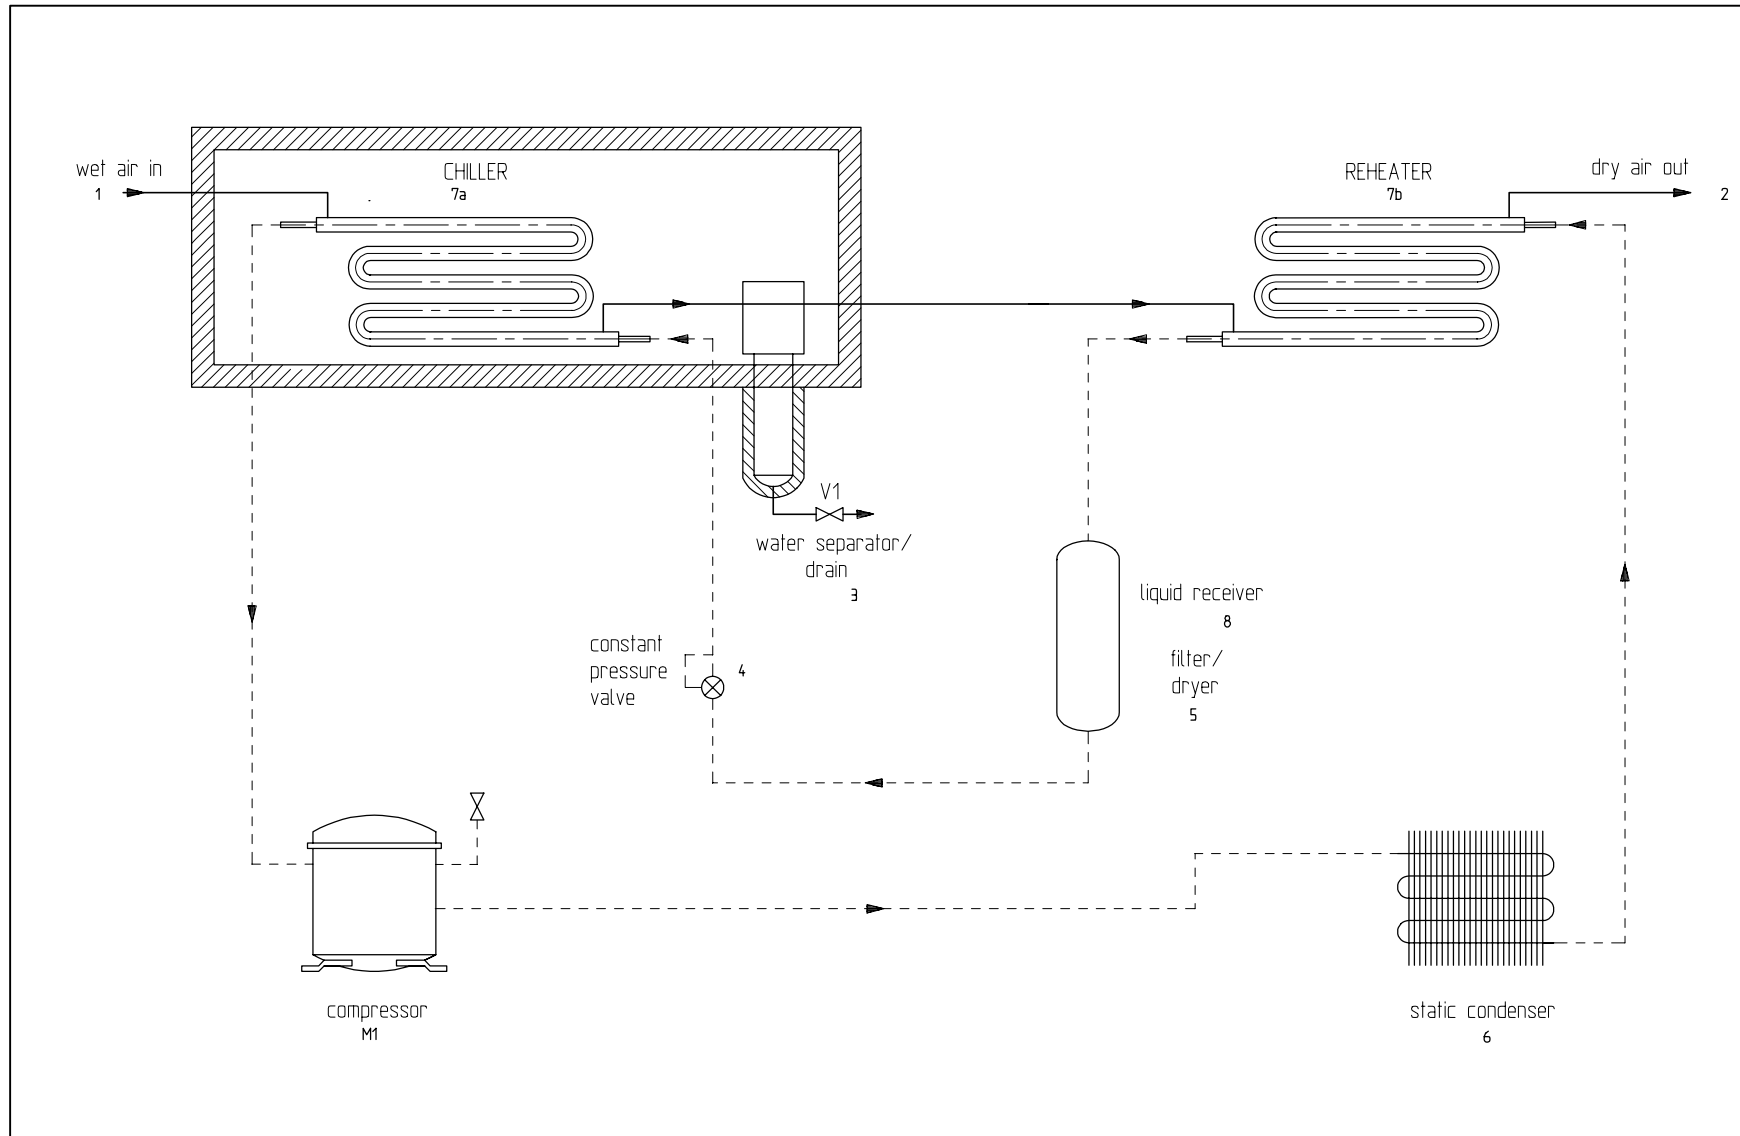 wet air in
1
CHILLER
7a
REHEATER
7b
dry air out
2
V1
water separator/
drain
3
liquid receiver
8
filter/
dryer
5
constant
pressure
valve
4
compressor
M1
static condenser
6